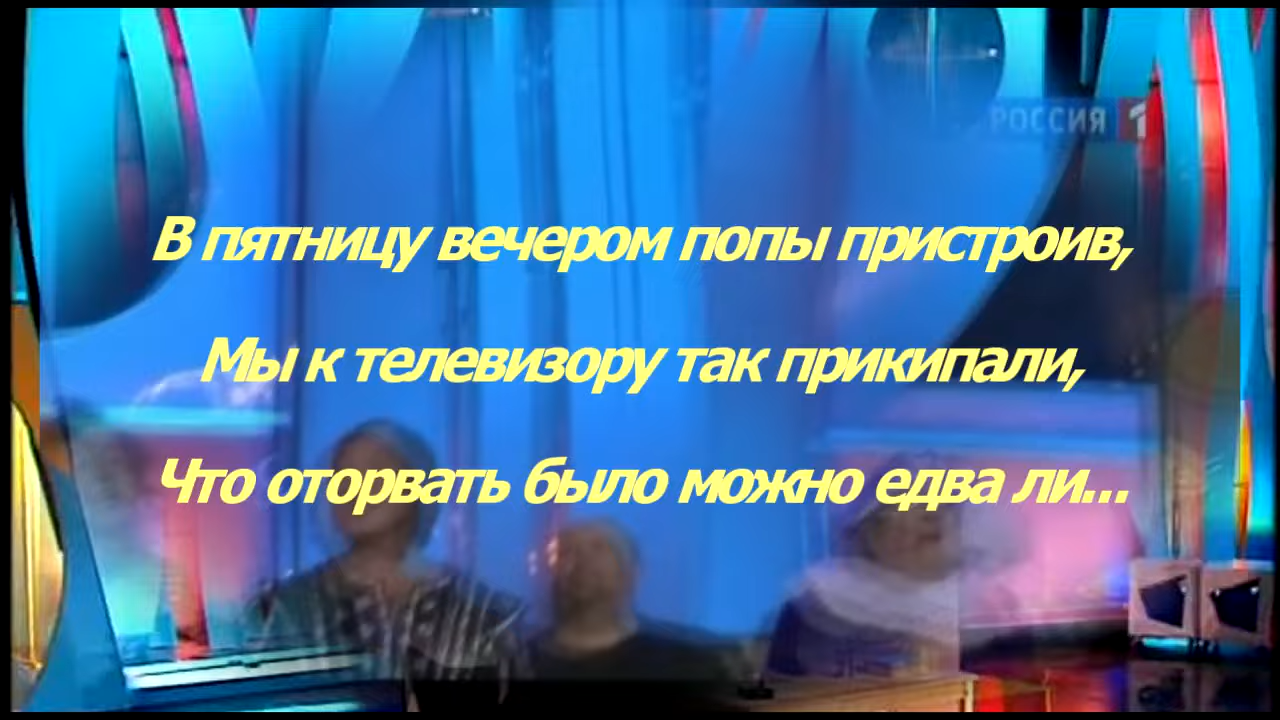 РОССИЯ 1
В пятницу вечером попы пристроив,
Мы к телевизору так прикипали,
Что оторвать было можно едва ли...